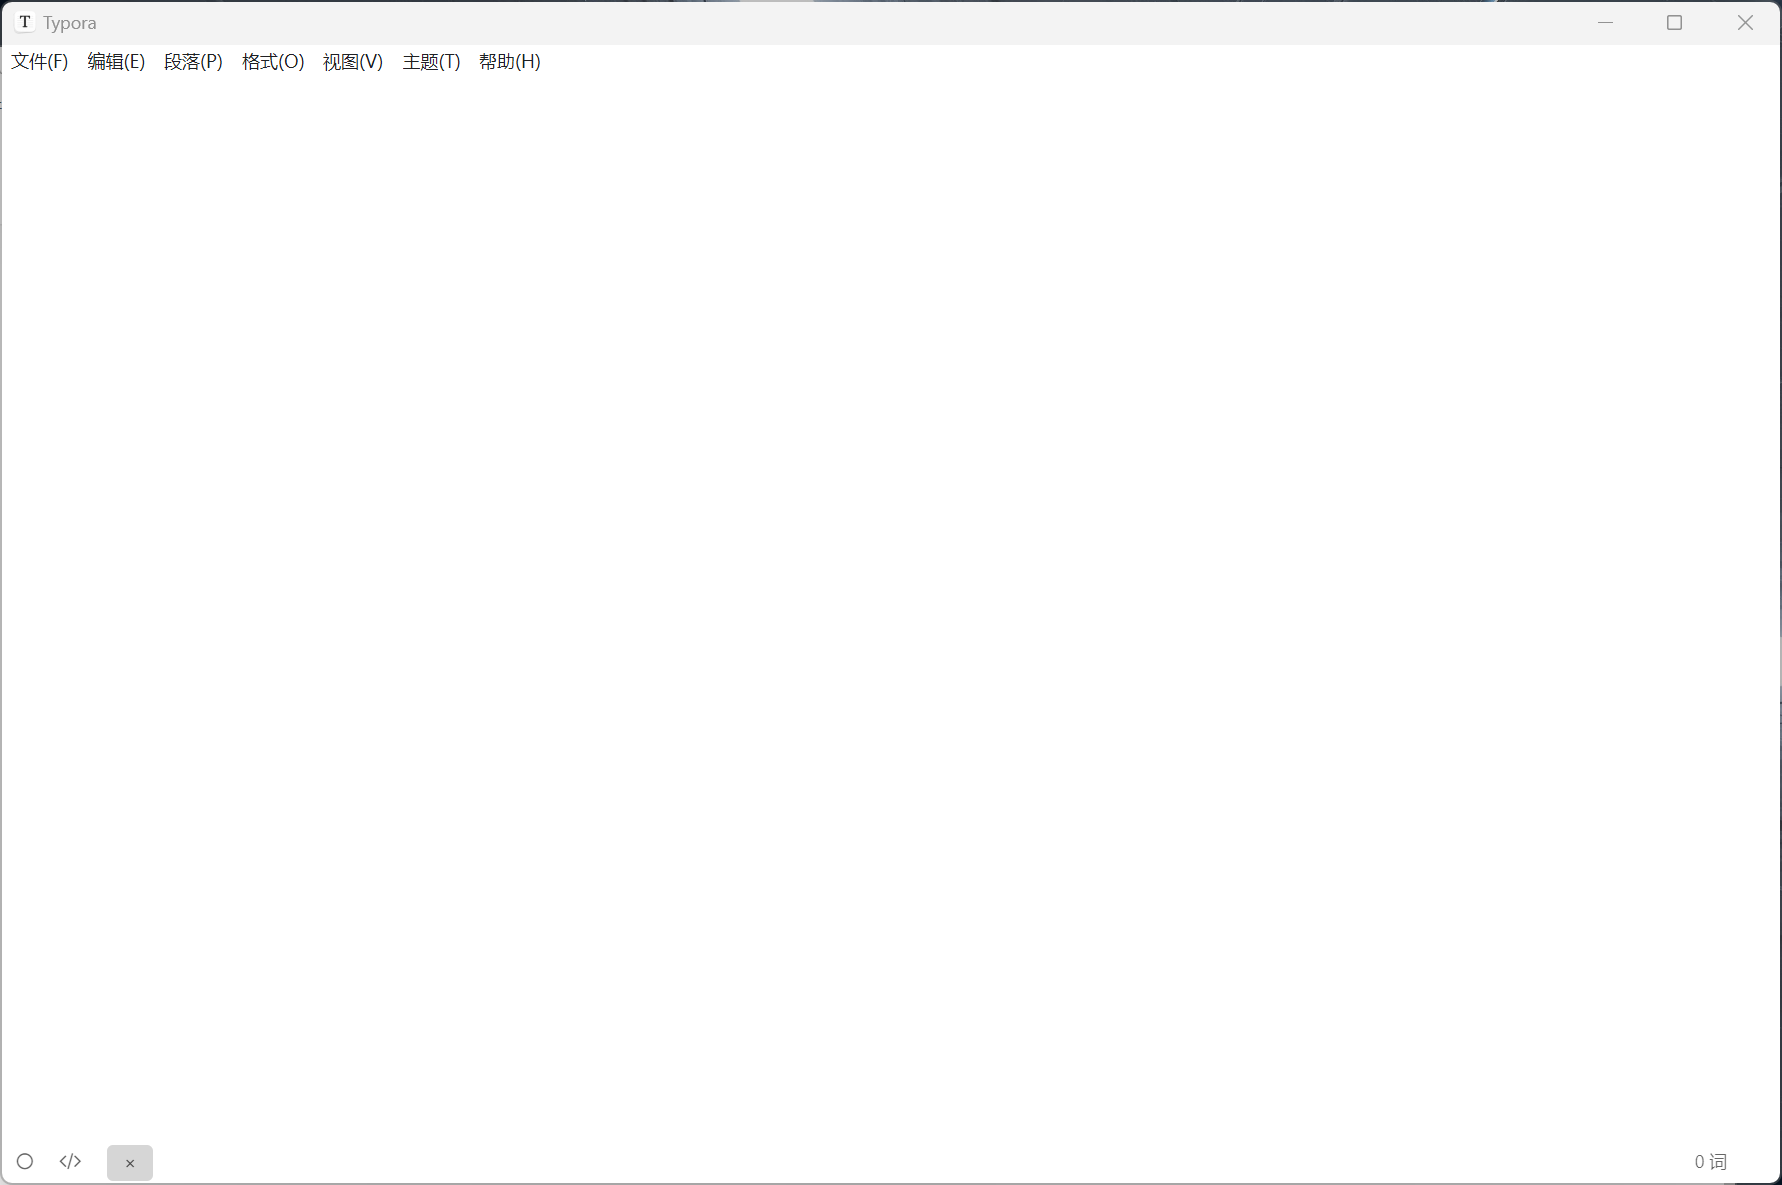 T Typora
文件(F) 编辑(E) 段落(P) 格式(O) 视图(V) 主题(T) 帮助(H)
</> × 0 词